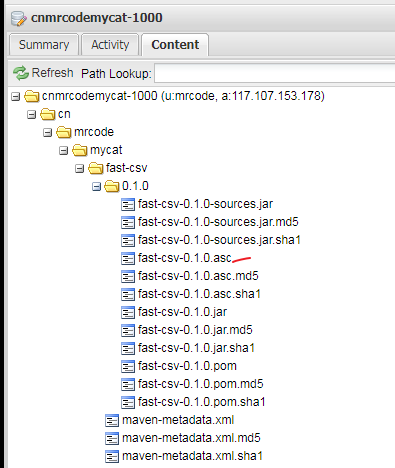 cnmrcodemycat-1000
Summary Activity Content
Refresh Path Lookup:
cnmrcodemycat-1000 (u:mrcode, a:117.107.153.178)
cn
mrcode
mycat
fast-csv
0.1.0
fast-csv-0.1.0-sources.jar
fast-csv-0.1.0-sources.jar.md5
fast-csv-0.1.0-sources.jar.sha1
fast-csv-0.1.0.asc
fast-csv-0.1.0.asc.md5
fast-csv-0.1.0.asc.sha1
fast-csv-0.1.0.jar
fast-csv-0.1.0.jar.md5
fast-csv-0.1.0.jar.sha1
fast-csv-0.1.0.pom
fast-csv-0.1.0.pom.md5
fast-csv-0.1.0.pom.sha1
maven-metadata.xml
maven-metadata.xml.md5
maven-metadata.xml.sha1